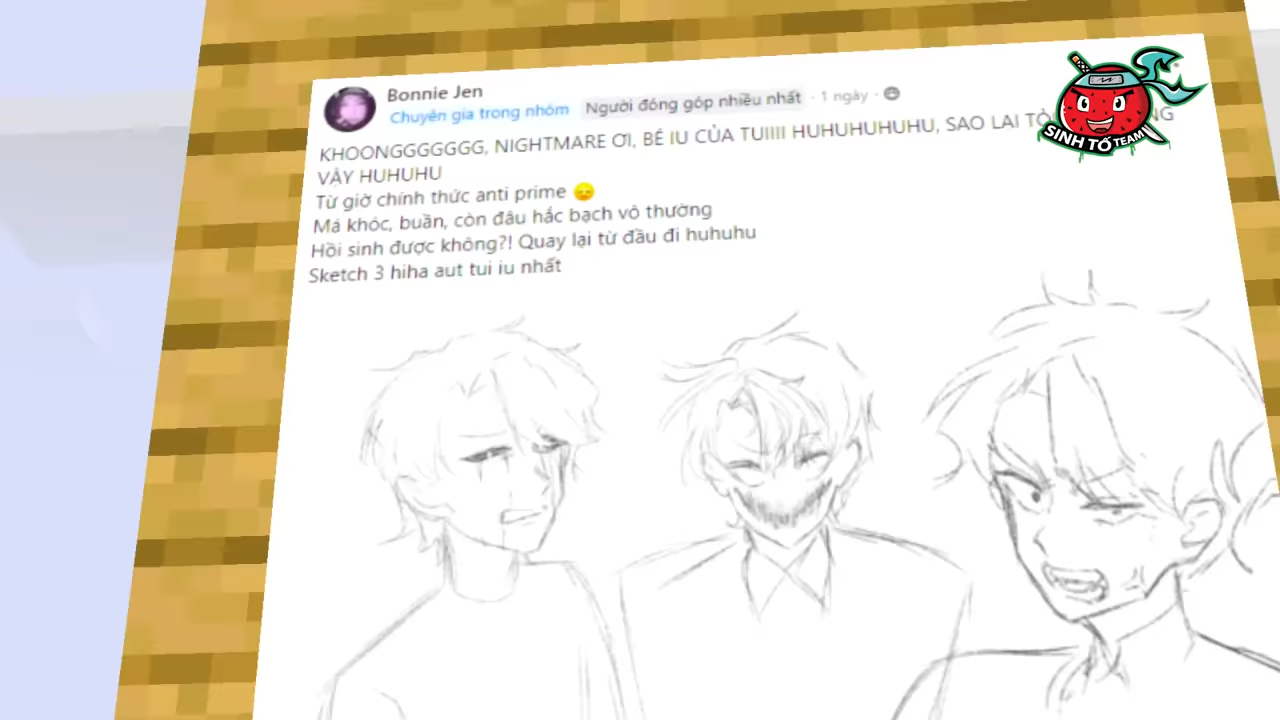 Bonnie Jen
Chuyên gia trong nhóm Người đóng góp nhiều nhất · 1 ngày ·
KHOONGGGGGGG, NIGHTMARE ƠI, BÉ IU CỦA TUIIII HUHUHUHUHU, SAO LẠI
VẬY HUHUHU
Từ giờ chính thức anti prime 😞
Má khóc, buần, còn đâu hắc bạch vô thường
Hồi sinh được không?! Quay lại từ đầu đi huhuhu
Sketch 3 hiha aut tui iu nhất
SINH TỐ TEAM